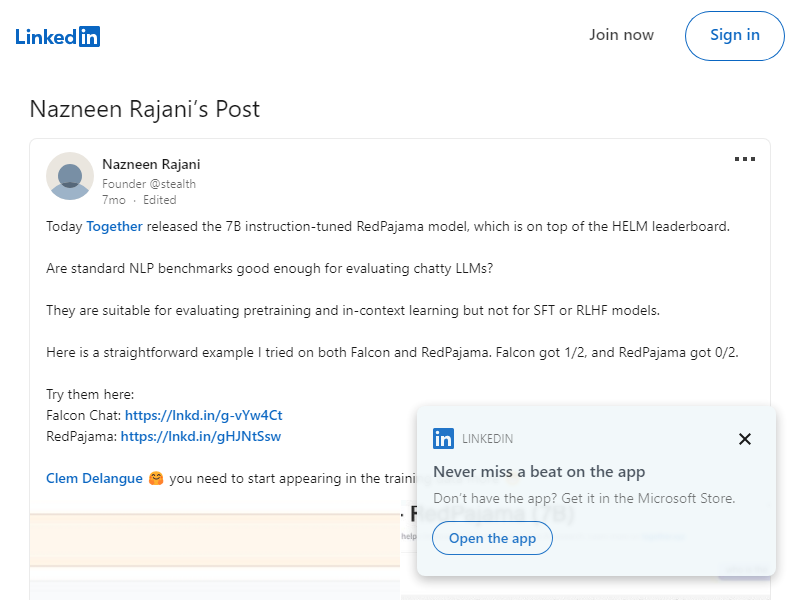 LinkedIn
Join now
Sign in
Nazneen Rajani's Post
Nazneen Rajani
Founder @stealth
7mo · Edited
Today Together released the 7B instruction-tuned RedPajama model, which is on top of the HELM leaderboard.
Are standard NLP benchmarks good enough for evaluating chatty LLMs?
They are suitable for evaluating pretraining and in-context learning but not for SFT or RLHF models.
Here is a straightforward example I tried on both Falcon and RedPajama. Falcon got 1/2, and RedPajama got 0/2.
Try them here:
Falcon Chat: https://lnkd.in/g-vYw4Ct
RedPajama: https://lnkd.in/gHJNtSsw
Clem Delangue 🤗 you need to start appearing in the training
RedPajama (7B)
help
in LINKEDIN
Never miss a beat on the app
Don't have the app? Get it in the Microsoft Store.
Open the app